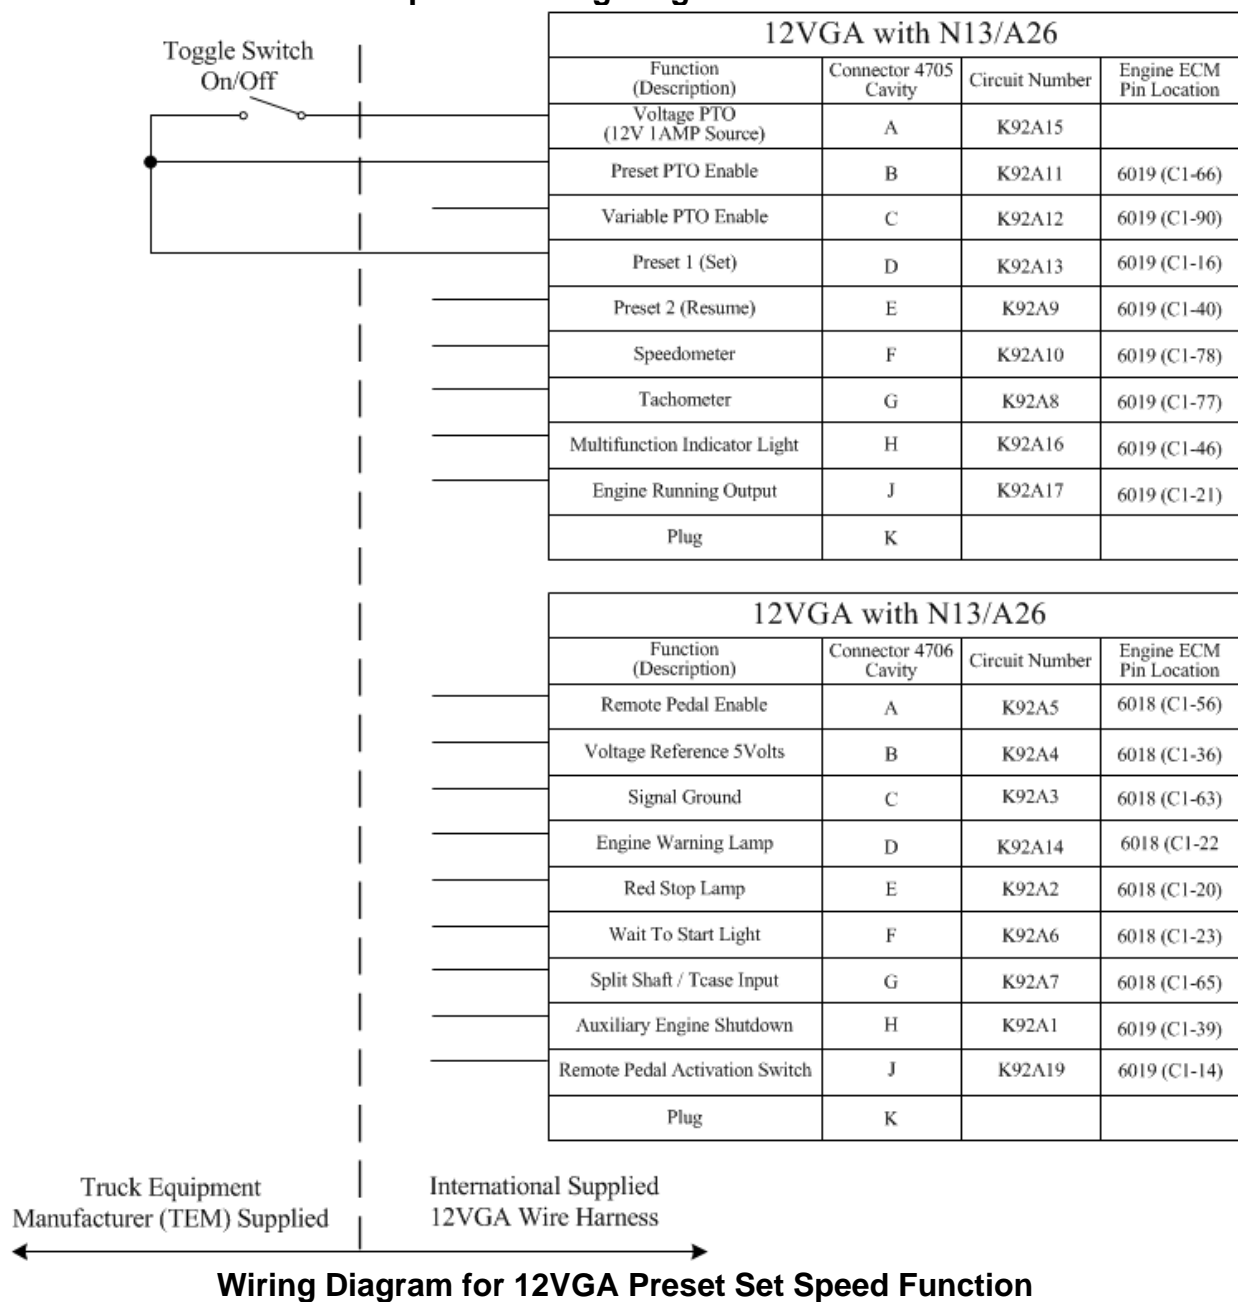 Toggle Switch
On/Off
12VGA with N13/A26
Function
(Description)
Connector 4705
Cavity
Circuit Number
Engine ECM
Pin Location
Voltage PTO
(12V 1AMP Source)
A
K92A15
Preset PTO Enable
B
K92A11
6019 (C1-66)
Variable PTO Enable
C
K92A12
6019 (C1-90)
Preset 1 (Set)
D
K92A13
6019 (C1-16)
Preset 2 (Resume)
E
K92A9
6019 (C1-40)
Speedometer
F
K92A10
6019 (C1-78)
Tachometer
G
K92A8
6019 (C1-77)
Multifunction Indicator Light
H
K92A16
6019 (C1-46)
Engine Running Output
J
K92A17
6019 (C1-21)
Plug
K
12VGA with N13/A26
Function
(Description)
Connector 4706
Cavity
Circuit Number
Engine ECM
Pin Location
Remote Pedal Enable
A
K92A5
6018 (C1-56)
Voltage Reference 5Volts
B
K92A4
6018 (C1-36)
Signal Ground
C
K92A3
6018 (C1-63)
Engine Warning Lamp
D
K92A14
6018 (C1-22
Red Stop Lamp
E
K92A2
6018 (C1-20)
Wait To Start Light
F
K92A6
6018 (C1-23)
Split Shaft / Tcase Input
G
K92A7
6018 (C1-65)
Auxiliary Engine Shutdown
H
K92A1
6019 (C1-39)
Remote Pedal Activation Switch
J
K92A19
6019 (C1-14)
Plug
K
Truck Equipment
Manufacturer (TEM) Supplied
International Supplied
12VGA Wire Harness
Wiring Diagram for 12VGA Preset Set Speed Function